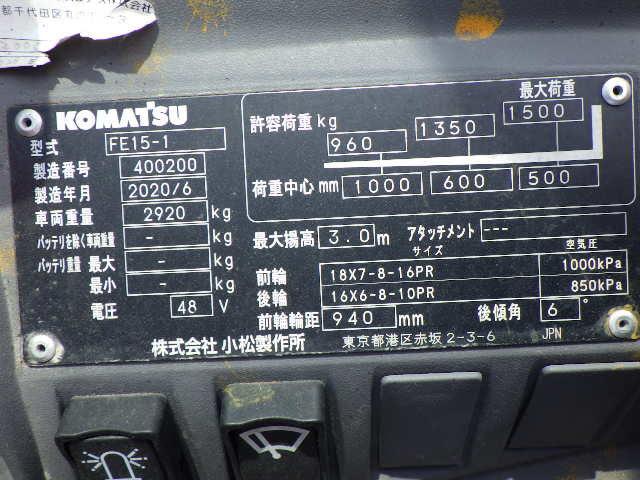 都千代田区丸
KOMATSU
型式 FE15-1
製造番号 400200
製造年月 2020/6
車両重量 2920 kg
バッテリを除く車両重量 - kg
バッテリ重量 最大 - kg
最小 - kg
電圧 48 V
最大荷重
許容荷重 kg 960 1350 1500
荷重中心 mm 1000 600 500
最大揚高 3.0 m アタッチメント ---
サイズ 空気圧
前輪 18X7-8-16PR 1000kPa
後輪 16X6-8-10PR 850kPa
前輪輪距 940 mm 後傾角 6 °
株式会社 小松製作所 東京都港区赤坂2-3-6 JPN